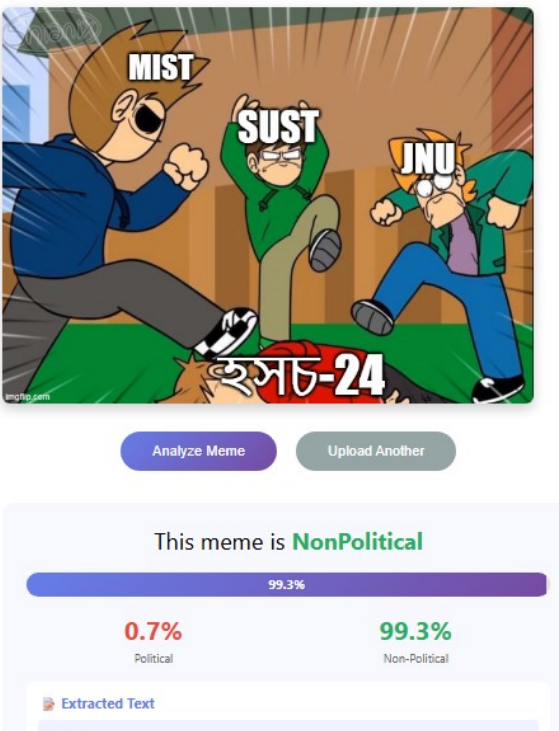 MIST
SUST
JNU
হসচ-24
imgflip.com
Analyze Meme
Upload Another
This meme is NonPolitical
99.3%
0.7%
99.3%
Political
Non-Political
Extracted Text